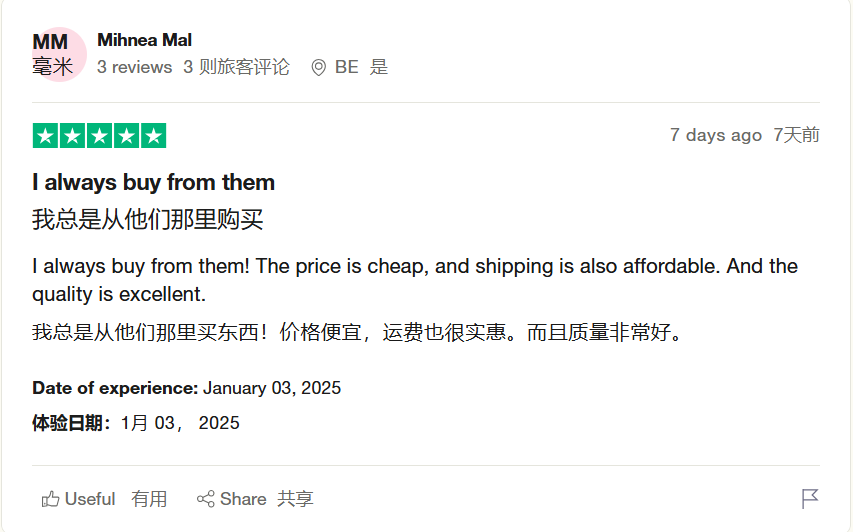 MM
毫米
Mihnea Mal
3 reviews 3 则旅客评论 BE 是
7 days ago 7天前
I always buy from them
我总是从他们那里购买
I always buy from them! The price is cheap, and shipping is also affordable. And the
quality is excellent.
我总是从他们那里买东西！价格便宜，运费也很实惠。而且质量非常好。
Date of experience: January 03, 2025
体验日期：1月 03， 2025
Useful 有用 Share 共享